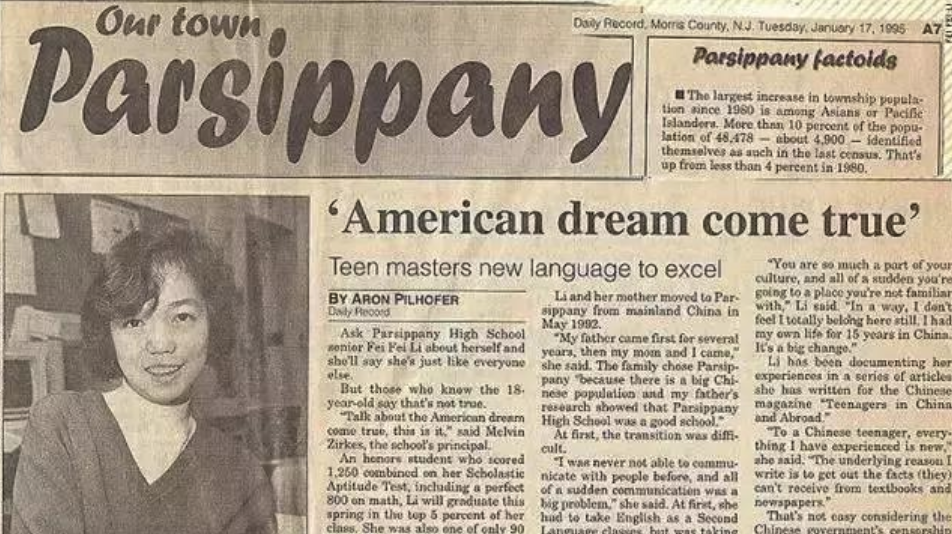 Our town
Parsippany
Daily Record, Morris County, N.J. Tuesday, January 17, 1995 A7
Parsippany factoids
■ The largest increase in township popula-
tion since 1980 is among Asians or Pacific
Islanders. More than 10 percent of the popu-
lation of 48,478 — about 4,900 — identified
themselves as such in the last census. That's
up from less than 4 percent in 1980.
'American dream come true'
Teen masters new language to excel
BY ARON PILHOFER
Daily Record
Ask Parsippany High School
senior Fei Fei Li about herself and
she'll say she's just like everyone
else.
But those who know the 18-
year-old say that's not true.
"Talk about the American dream
come true, this is it," said Melvin
Zirkes, the school's principal.
An honors student who scored
1,250 combined on her Scholastic
Aptitude Test, including a perfect
800 on math, Li will graduate this
spring in the top 5 percent of her
class. She was also one of only 90
Li and her mother moved to Par-
sippany from mainland China in
May 1992.
"My father came first for several
years, then my mom and I came,"
she said. The family chose Parsip-
pany "because there is a big Chi-
nese population and my father's
research showed that Parsippany
High School was a good school."
At first, the transition was diffi-
cult.
"I was never not able to commu-
nicate with people before, and all
of a sudden communication was a
big problem," she said. At first, she
had to take English as a Second
Language classes, but was taking
"You are so much a part of your
culture, and all of a sudden you're
going to a place you're not familiar
with," Li said. "In a way, I don't
feel I totally belong here still. I had
my own life for 15 years in China.
It's a big change."
Li has been documenting her
experiences in a series of articles
she has written for the Chinese
magazine "Teenagers in China
and Abroad."
"To a Chinese teenager, every-
thing I have experienced is new,"
she said. "The underlying reason I
write is to get out the facts (they)
can't receive from textbooks and
newspapers."
That's not easy considering the
Chinese government's censorship